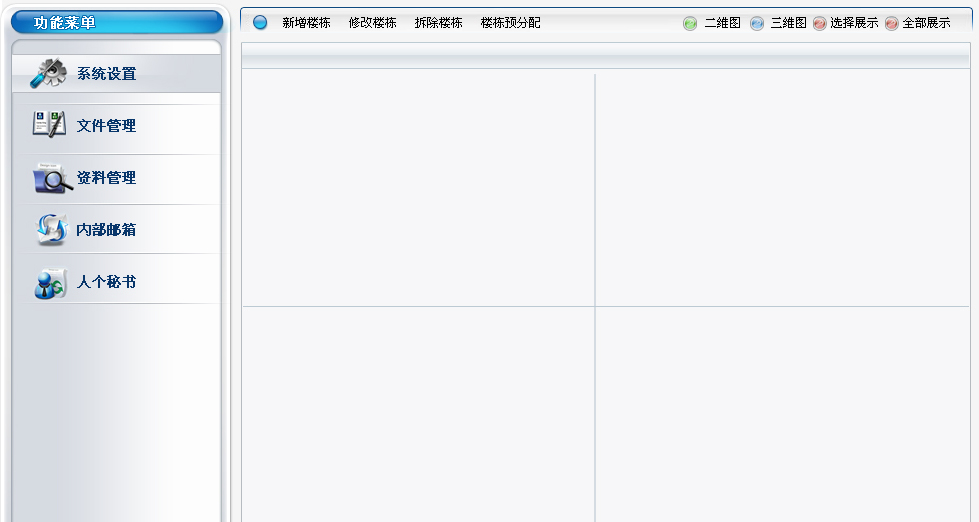 功能菜单
系统设置
文件管理
资料管理
内部邮箱
人个秘书
新增楼栋 修改楼栋 拆除楼栋 楼栋预分配 二维图 三维图 选择展示 全部展示